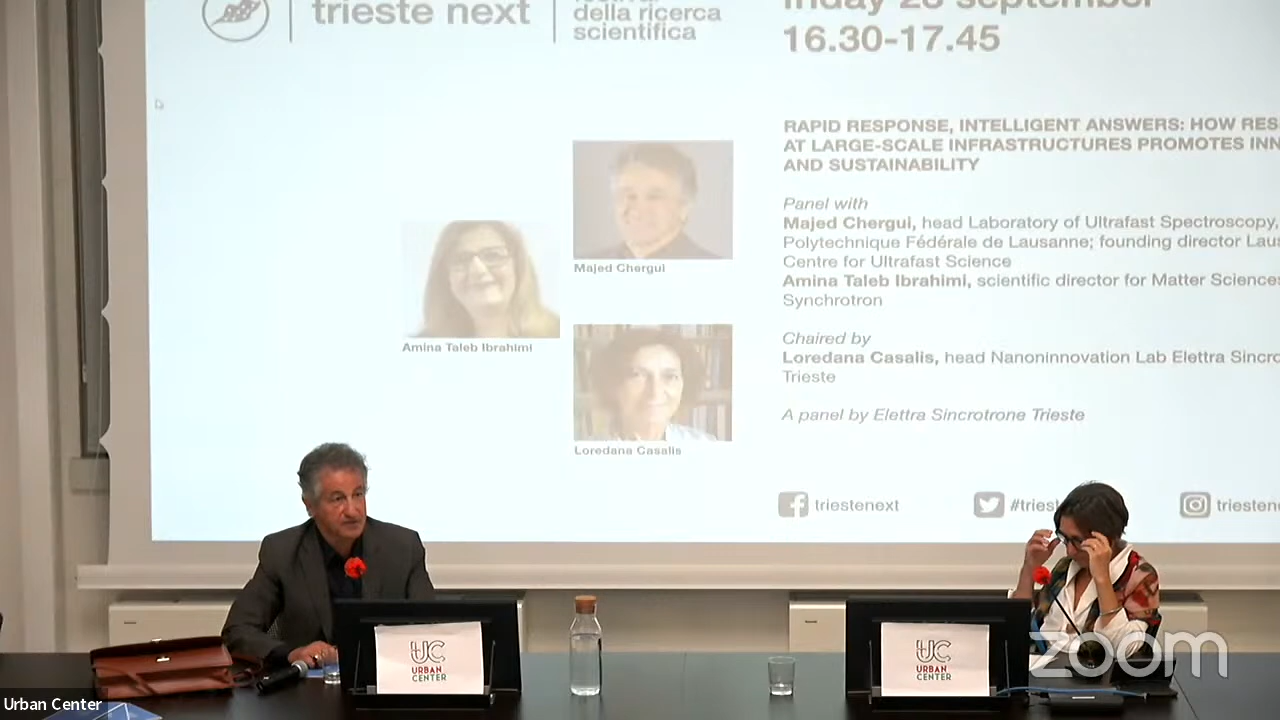 trieste next
della ricerca
scientifica
16.30-17.45
RAPID RESPONSE, INTELLIGENT ANSWERS: HOW RES
AT LARGE-SCALE INFRASTRUCTURES PROMOTES INN
AND SUSTAINABILITY
Panel with
Majed Chergui, head Laboratory of Ultrafast Spectroscopy,
Polytechnique Fédérale de Lausanne; founding director Lau
Centre for Ultrafast Science
Amina Taleb Ibrahimi, scientific director for Matter Sciences
Synchrotron
Chaired by
Loredana Casalis, head Nanoninnovation Lab Elettra Sincro
Trieste
A panel by Elettra Sincrotrone Trieste
Majed Chergui
Amina Taleb Ibrahimi
Loredana Casalis
triestenext
#triest
triesten
UC
URBAN
CENTER
UC
URBAN
CENTER
zoom
Urban Center